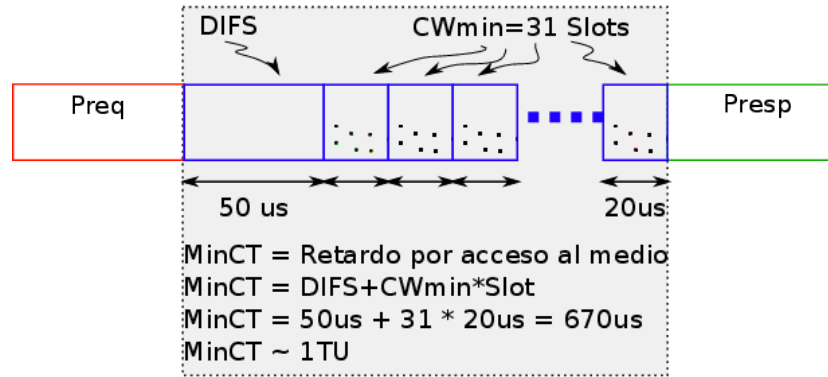 DIFS CWmin=31 Slots
Preq Presp
50 us 20us
MinCT = Retardo por acceso al medio
MinCT = DIFS+CWmin*Slot
MinCT = 50us + 31 * 20us = 670us
MinCT ~ 1TU